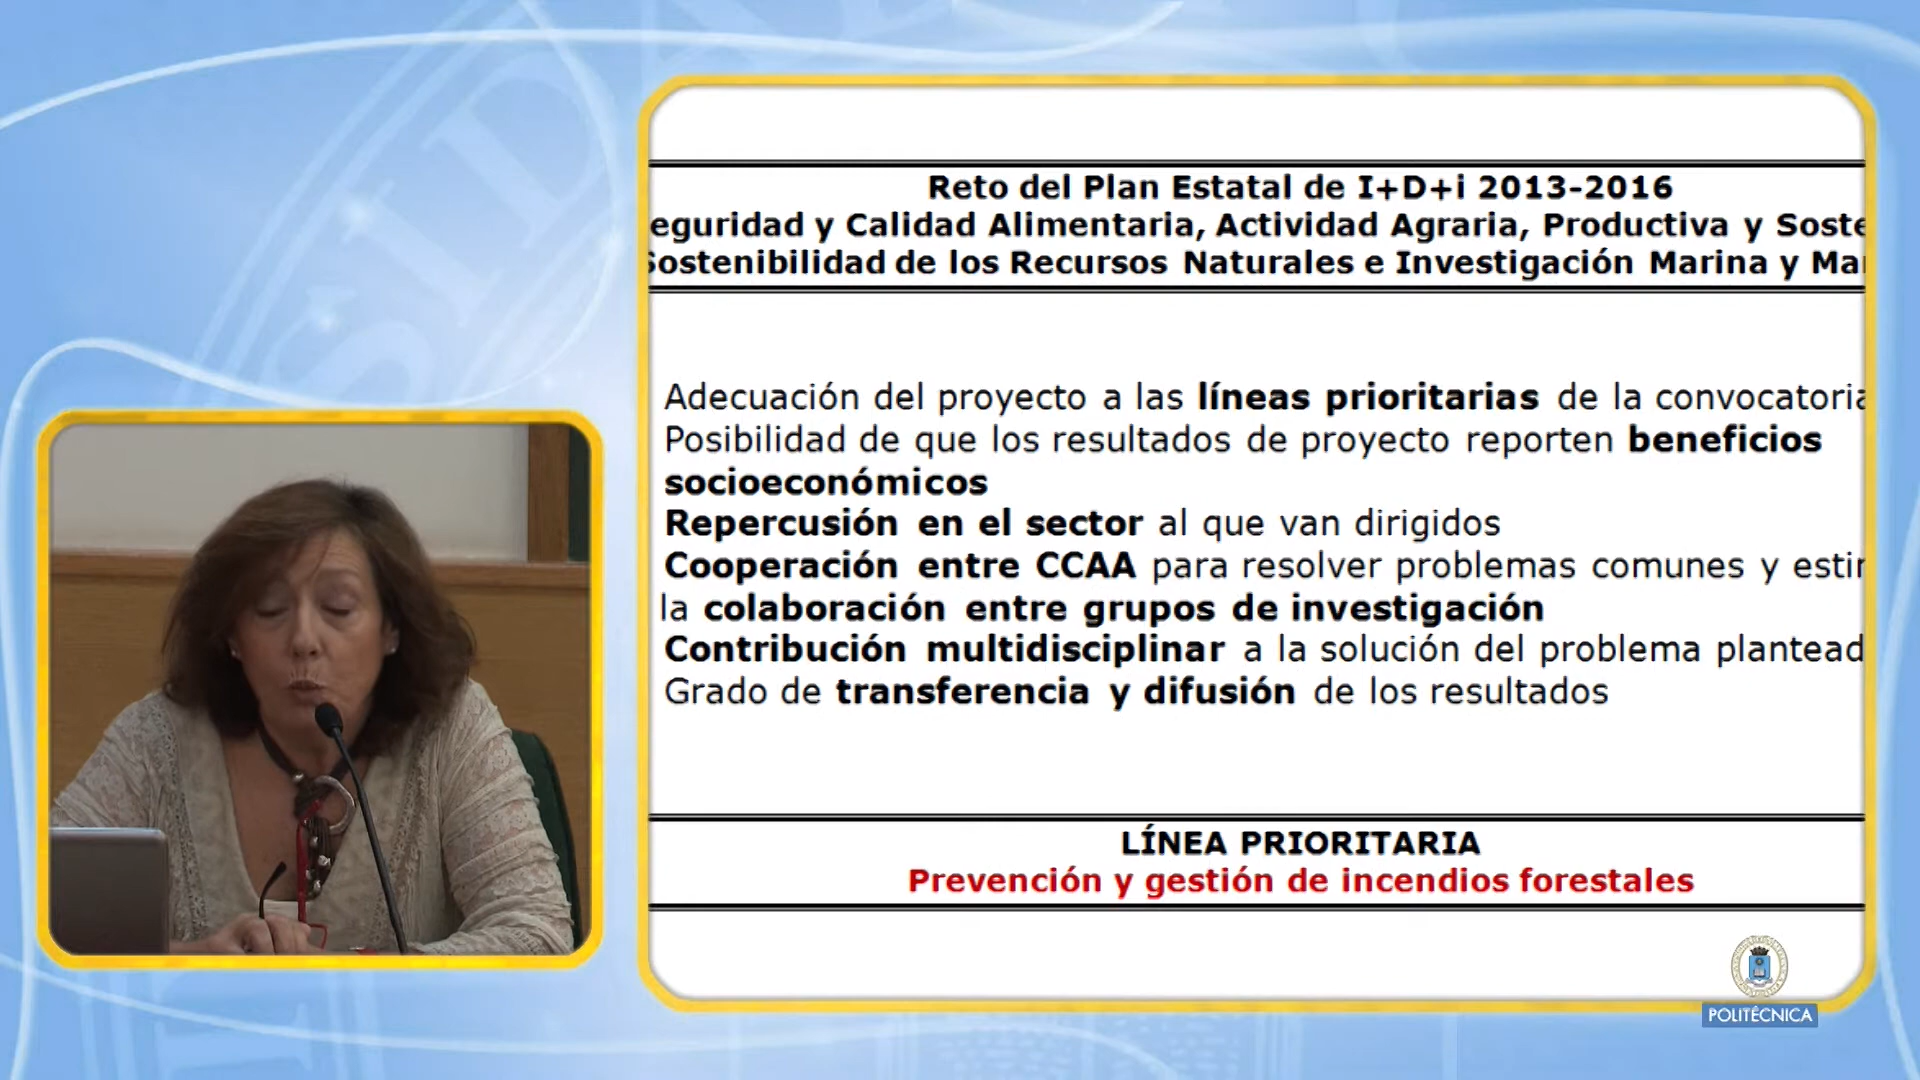 Reto del Plan Estatal de I+D+i 2013-2016
eguridad y Calidad Alimentaria, Actividad Agraria, Productiva y Soste
Sostenibilidad de los Recursos Naturales e Investigación Marina y Mar
Adecuación del proyecto a las líneas prioritarias de la convocatoria
Posibilidad de que los resultados de proyecto reporten beneficios
socioeconómicos
Repercusión en el sector al que van dirigidos
Cooperación entre CCAA para resolver problemas comunes y estim
la colaboración entre grupos de investigación
Contribución multidisciplinar a la solución del problema plantead
Grado de transferencia y difusión de los resultados
LÍNEA PRIORITARIA
Prevención y gestión de incendios forestales
POLITÉCNICA